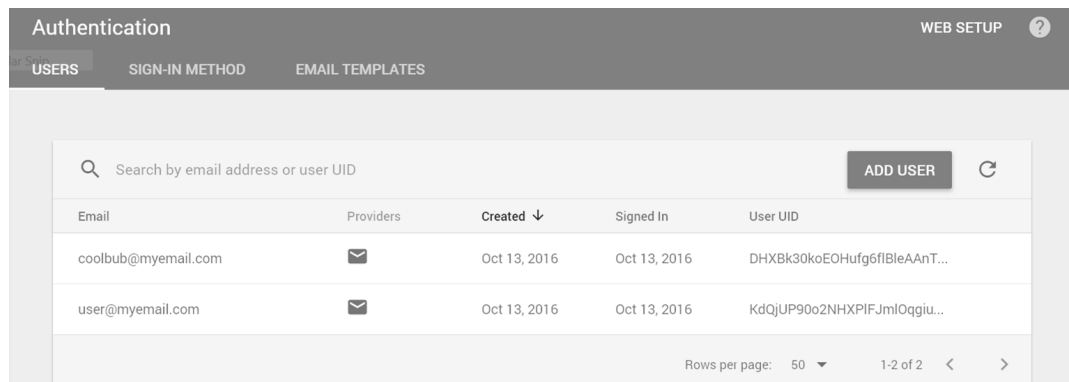 Authentication
WEB SETUP
?
USERS
SIGN-IN METHOD
EMAIL TEMPLATES
Search by email address or user UID
ADD USER
Email Providers Created Signed In User UID
coolbub@myemail.com Oct 13, 2016 Oct 13, 2016 DHXBk30koEOHufg6flBleAAnT...
user@myemail.com Oct 13, 2016 Oct 13, 2016 KdQjUP90o2NHXPlFJmlOqgiu...
Rows per page: 50 1-2 of 2